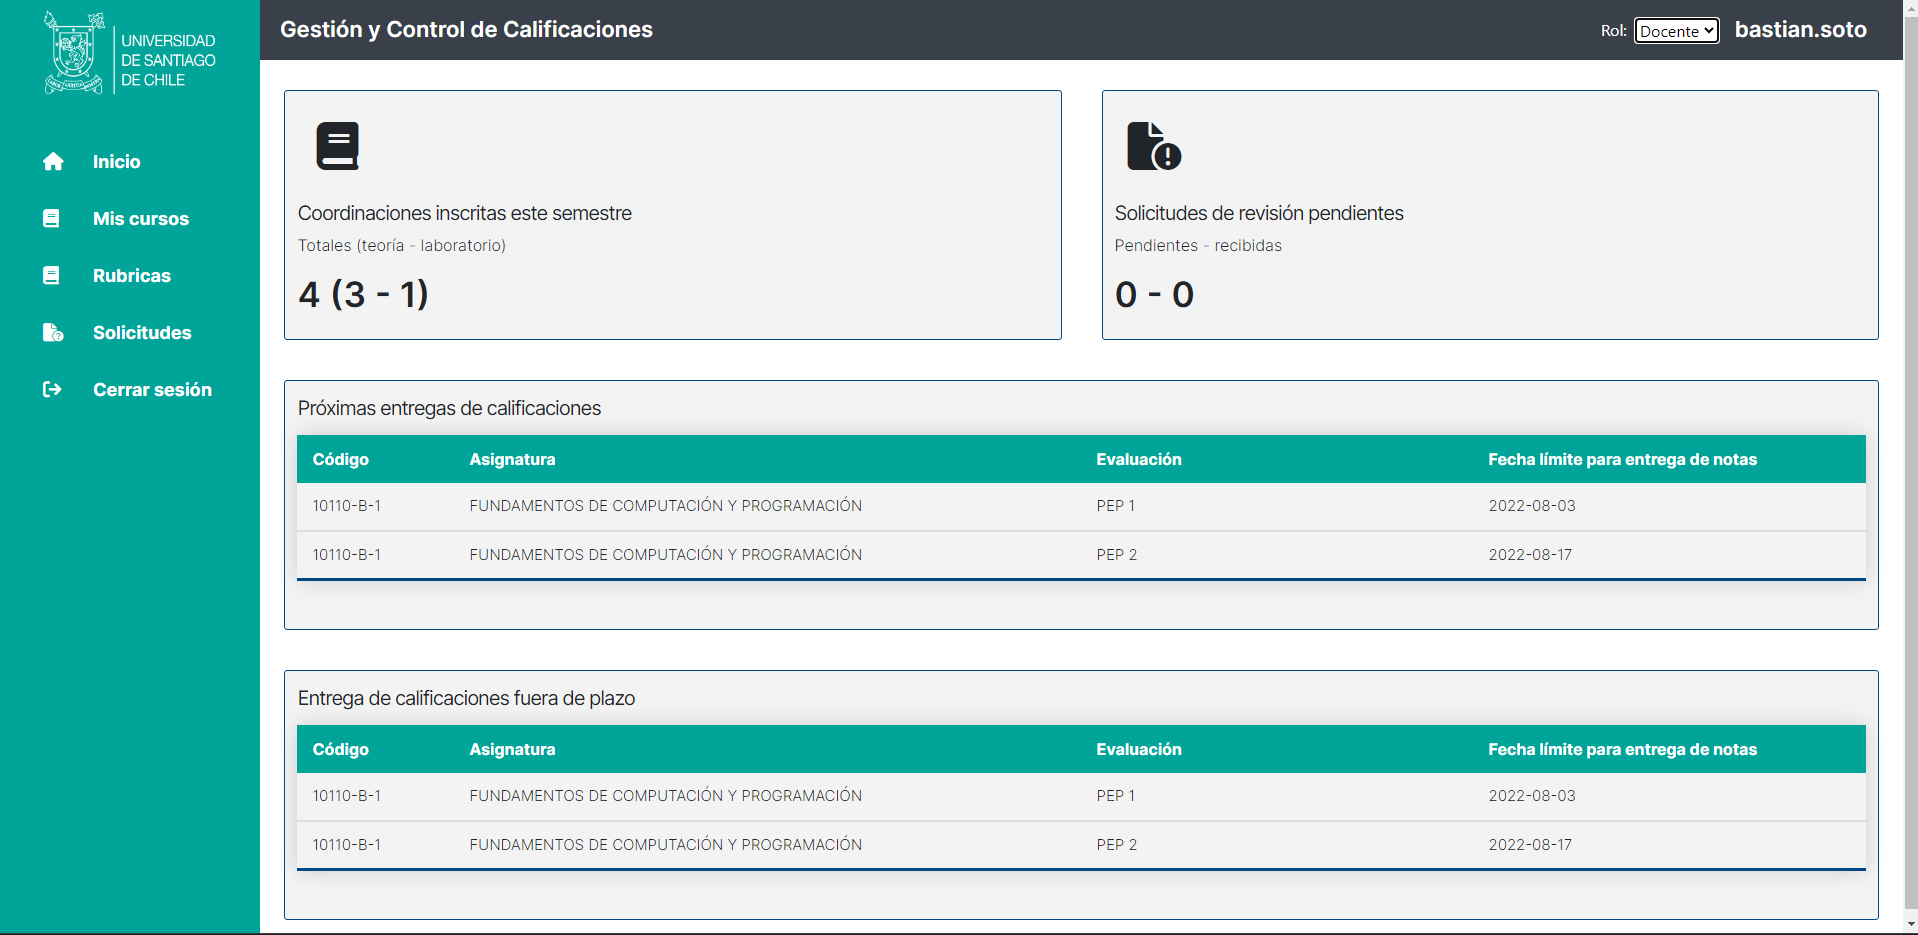 UNIVERSIDAD
DE SANTIAGO
DE CHILE
Inicio
Mis cursos
Rubricas
Solicitudes
Cerrar sesión
Gestión y Control de Calificaciones
Rol: Docente bastian.soto
Coordinaciones inscritas este semestre
Totales (teoría - laboratorio)
4 (3 - 1)
Solicitudes de revisión pendientes
Pendientes - recibidas
0 - 0
Próximas entregas de calificaciones
Código Asignatura Evaluación Fecha límite para entrega de notas
10110-B-1 FUNDAMENTOS DE COMPUTACIÓN Y PROGRAMACIÓN PEP 1 2022-08-03
10110-B-1 FUNDAMENTOS DE COMPUTACIÓN Y PROGRAMACIÓN PEP 2 2022-08-17
Entrega de calificaciones fuera de plazo
Código Asignatura Evaluación Fecha límite para entrega de notas
10110-B-1 FUNDAMENTOS DE COMPUTACIÓN Y PROGRAMACIÓN PEP 1 2022-08-03
10110-B-1 FUNDAMENTOS DE COMPUTACIÓN Y PROGRAMACIÓN PEP 2 2022-08-17